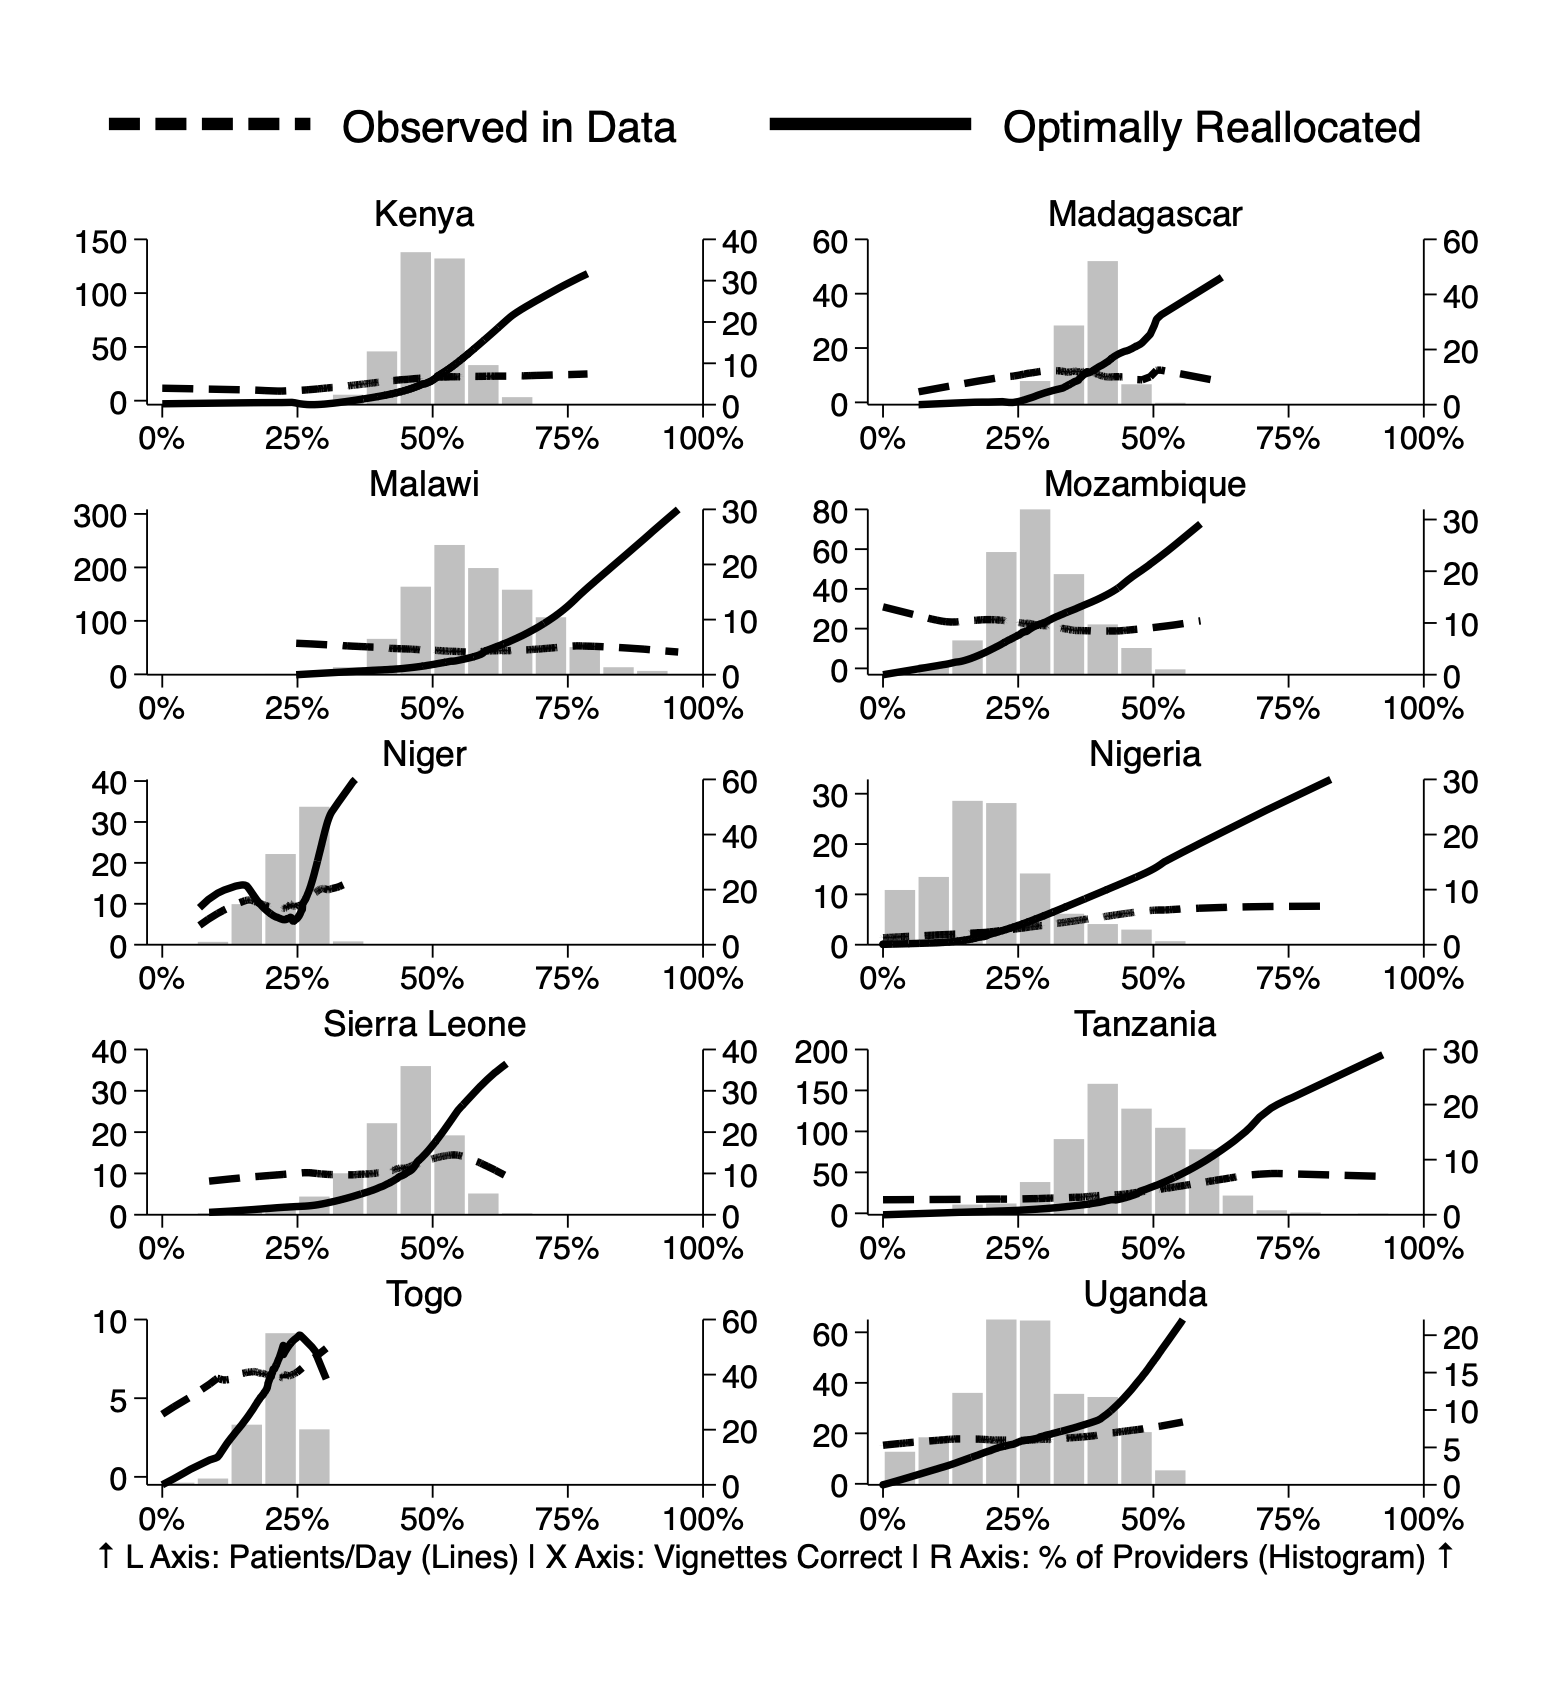 Observed in Data Optimally Reallocated
Kenya Madagascar
150 40 60 60
100 30 40 40
50 20 20 20
0 10 0 0
0
0% 25% 50% 75% 100% 0% 25% 50% 75% 100%
Malawi Mozambique
300 30 80 30
200 20 60 20
100 10 40 10
0 0 20 0
0
0% 25% 50% 75% 100% 0% 25% 50% 75% 100%
Niger Nigeria
40 60 30 30
30 40 20 20
20 20 10 10
10 0 0 0
0
0% 25% 50% 75% 100% 0% 25% 50% 75% 100%
Sierra Leone Tanzania
40 40 200 30
30 30 150 20
20 20 100 10
10 10 50 0
0 0 0
0% 25% 50% 75% 100% 0% 25% 50% 75% 100%
Togo Uganda
10 60 60 20
5 40 40 15
0 20 20 10
0 0 5
0
0% 25% 50% 75% 100% 0% 25% 50% 75% 100%
↑ L Axis: Patients/Day (Lines) | X Axis: Vignettes Correct | R Axis: % of Providers (Histogram) ↑